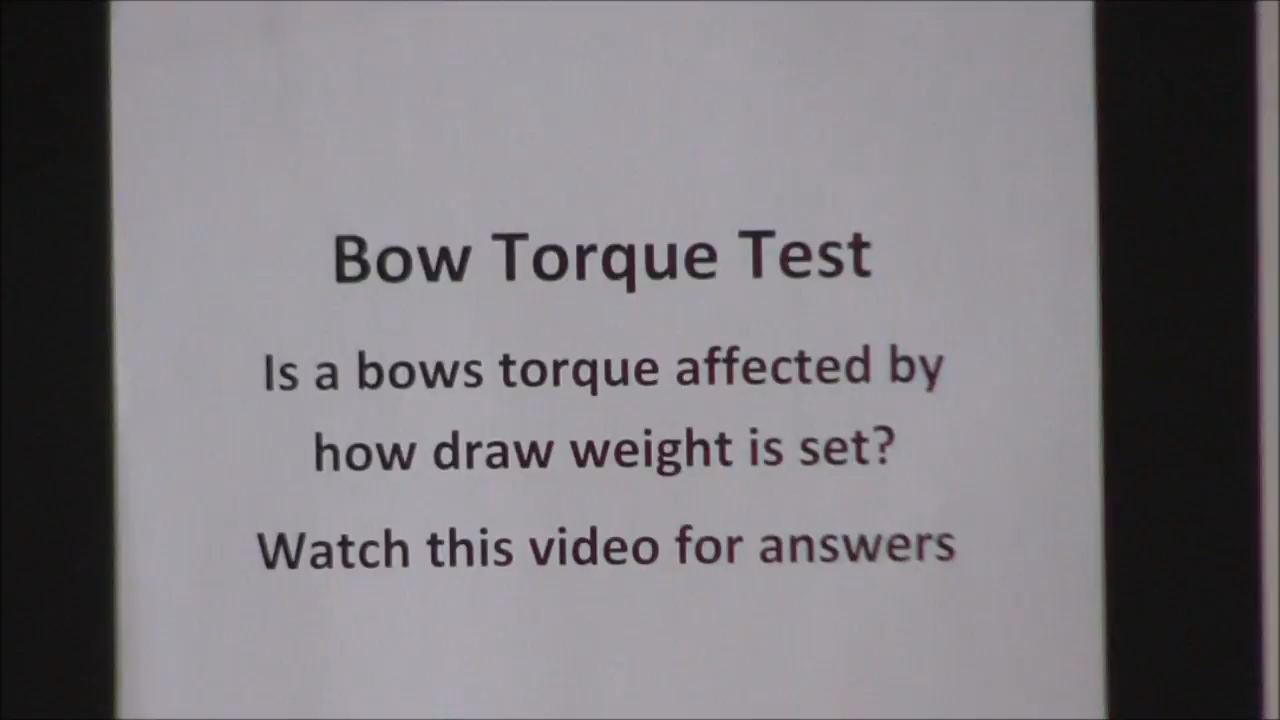 Bow Torque Test
Is a bows torque affected by
how draw weight is set?
Watch this video for answers